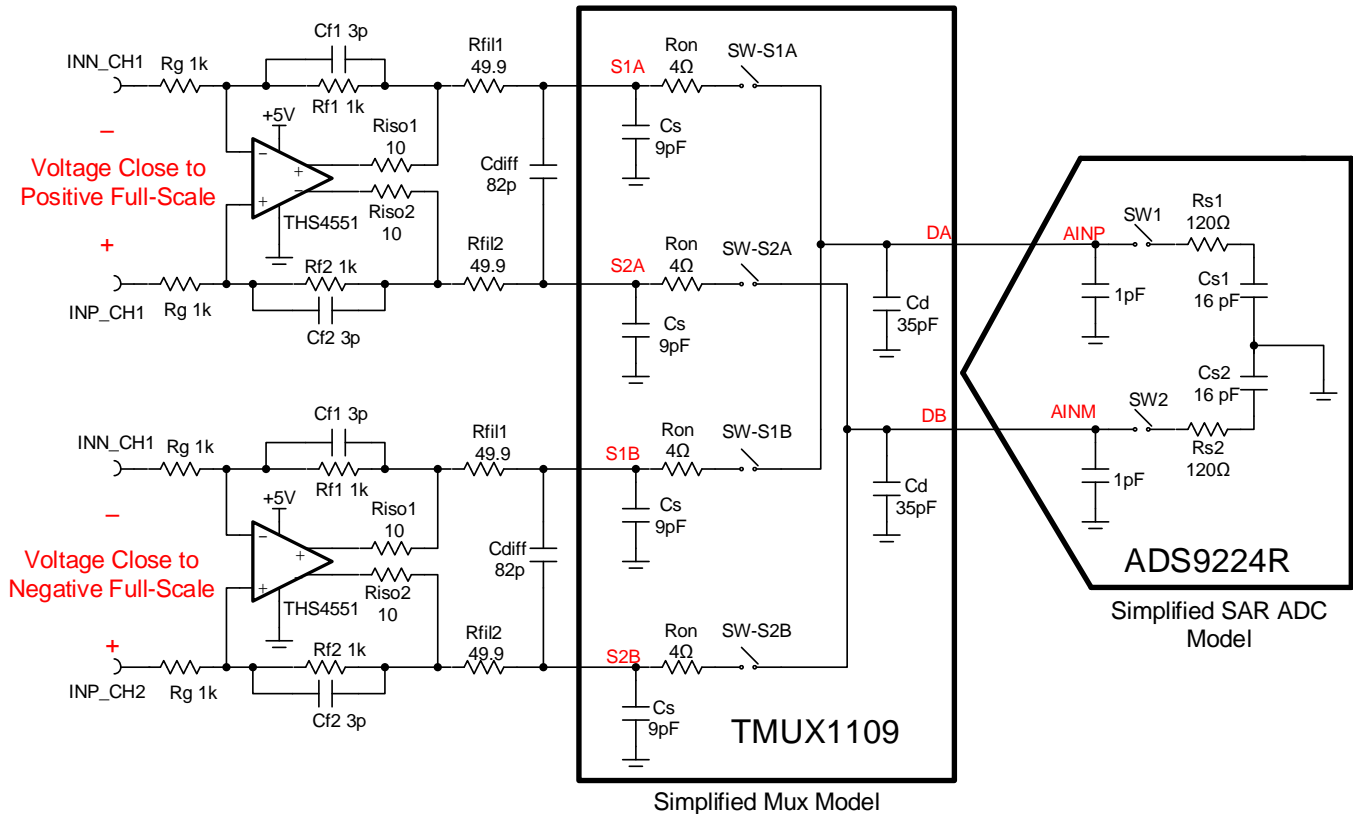 INN_CH1
Rg 1k
Cf1 3p
Rf1 1k
Rfil1
49.9
+5V
Riso1
10
−
Voltage Close to
Positive Full-Scale
+
−
+
+
−
THS4551
Riso2
10
Cdiff
82p
INP_CH1
Rg 1k
Rf2 1k
Cf2 3p
Rfil2
49.9
S1A
Ron
4Ω
SW-S1A
Cs
9pF
S2A
Ron
4Ω
SW-S2A
Cs
9pF
DA
Cd
35pF
DB
Cd
35pF
AINP
SW1
Rs1
120Ω
1pF
Cs1
16 pF
Cs2
16 pF
AINM
SW2
Rs2
120Ω
1pF
ADS9224R
Simplified SAR ADC
Model
INN_CH1
Rg 1k
Cf1 3p
Rf1 1k
Rfil1
49.9
+5V
Riso1
10
−
Voltage Close to
Negative Full-Scale
+
−
+
+
−
THS4551
Riso2
10
Cdiff
82p
INP_CH2
Rg 1k
Rf2 1k
Cf2 3p
Rfil2
49.9
S1B
Ron
4Ω
SW-S1B
Cs
9pF
S2B
Ron
4Ω
SW-S2B
Cs
9pF
TMUX1109
Simplified Mux Model